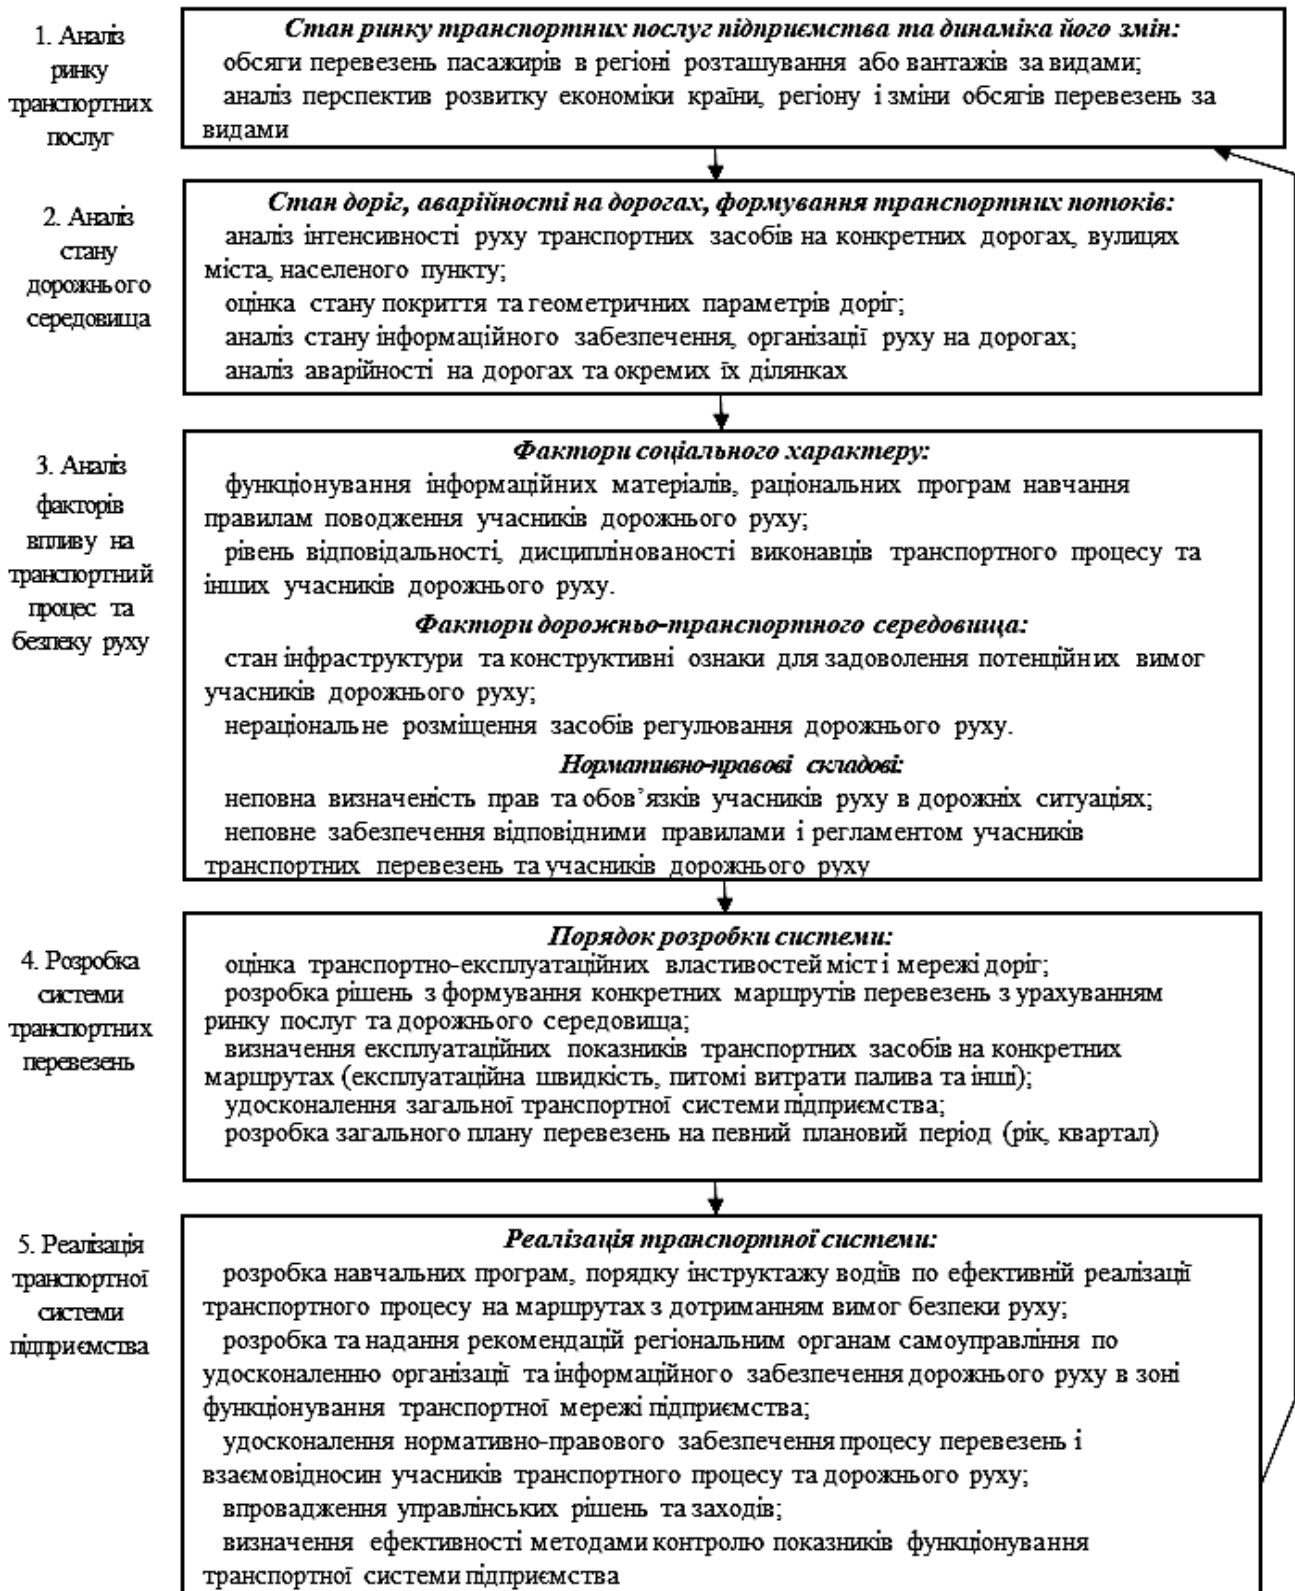 1. Аналіз
ринку
транспортних
послуг
Стан ринку транспортних послуг підприємства та динаміка його змін:
обсяги перевезень пасажирів в регіоні розташування або вантажів за видами;
аналіз перспектив розвитку економіки країни, регіону і зміни обсягів перевезень за
видами
2. Аналіз
стану
дорожнього
середовища
Стан доріг, аварійності на дорогах, формування транспортних потоків:
аналіз інтенсивності руху транспортних засобів на конкретних дорогах, вулицях
міста, населеного пункту;
оцінка стану покриття та геометричних параметрів доріг;
аналіз стану інформаційного забезпечення, організації руху на дорогах;
аналіз аварійності на дорогах та окремих їх ділянках
3. Аналіз
факторів
впливу на
транспортний
процес та
безпеку руху
Фактори соціального характеру:
функціонування інформаційних матеріалів, раціональних програм навчання
правилам поводження учасників дорожнього руху;
рівень відповідальності, дисциплінованості виконавців транспортного процесу та
інших учасників дорожнього руху.
Фактори дорожньо-транспортного середовища:
стан інфраструктури та конструктивні ознаки для задоволення потенційних вимог
учасників дорожнього руху;
нераціональне розміщення засобів регулювання дорожнього руху.
Нормативно-правові складові:
неповна визначеність прав та обов’язків учасників руху в дорожніх ситуаціях;
неповне забезпечення відповідними правилами і регламентом учасників
транспортних перевезень та учасників дорожнього руху
4. Розробка
системи
транспортних
перевезень
Порядок розробки системи:
оцінка транспортно-експлуатаційних властивостей міст і мережі доріг;
розробка рішень з формування конкретних маршрутів перевезень з урахуванням
ринку послуг та дорожнього середовища;
визначення експлуатаційних показників транспортних засобів на конкретних
маршрутах (експлуатаційна швидкість, питомі витрати палива та інші);
удосконалення загальної транспортної системи підприємства;
розробка загального плану перевезень на певний плановий період (рік, квартал)
5. Реалізація
транспортної
системи
підприємства
Реалізація транспортної системи:
розробка навчальних програм, порядку інструктажу водіїв по ефективній реалізації
транспортного процесу на маршрутах з дотриманням вимог безпеки руху;
розробка та надання рекомендацій регіональним органам самоуправління по
удосконаленню організації та інформаційного забезпечення дорожнього руху в зоні
функціонування транспортної мережі підприємства;
удосконалення нормативно-правового забезпечення процесу перевезень і
взаємовідносин учасників транспортного процесу та дорожнього руху;
впровадження управлінських рішень та заходів;
визначення ефективності методами контролю показників функціонування
транспортної системи підприємства